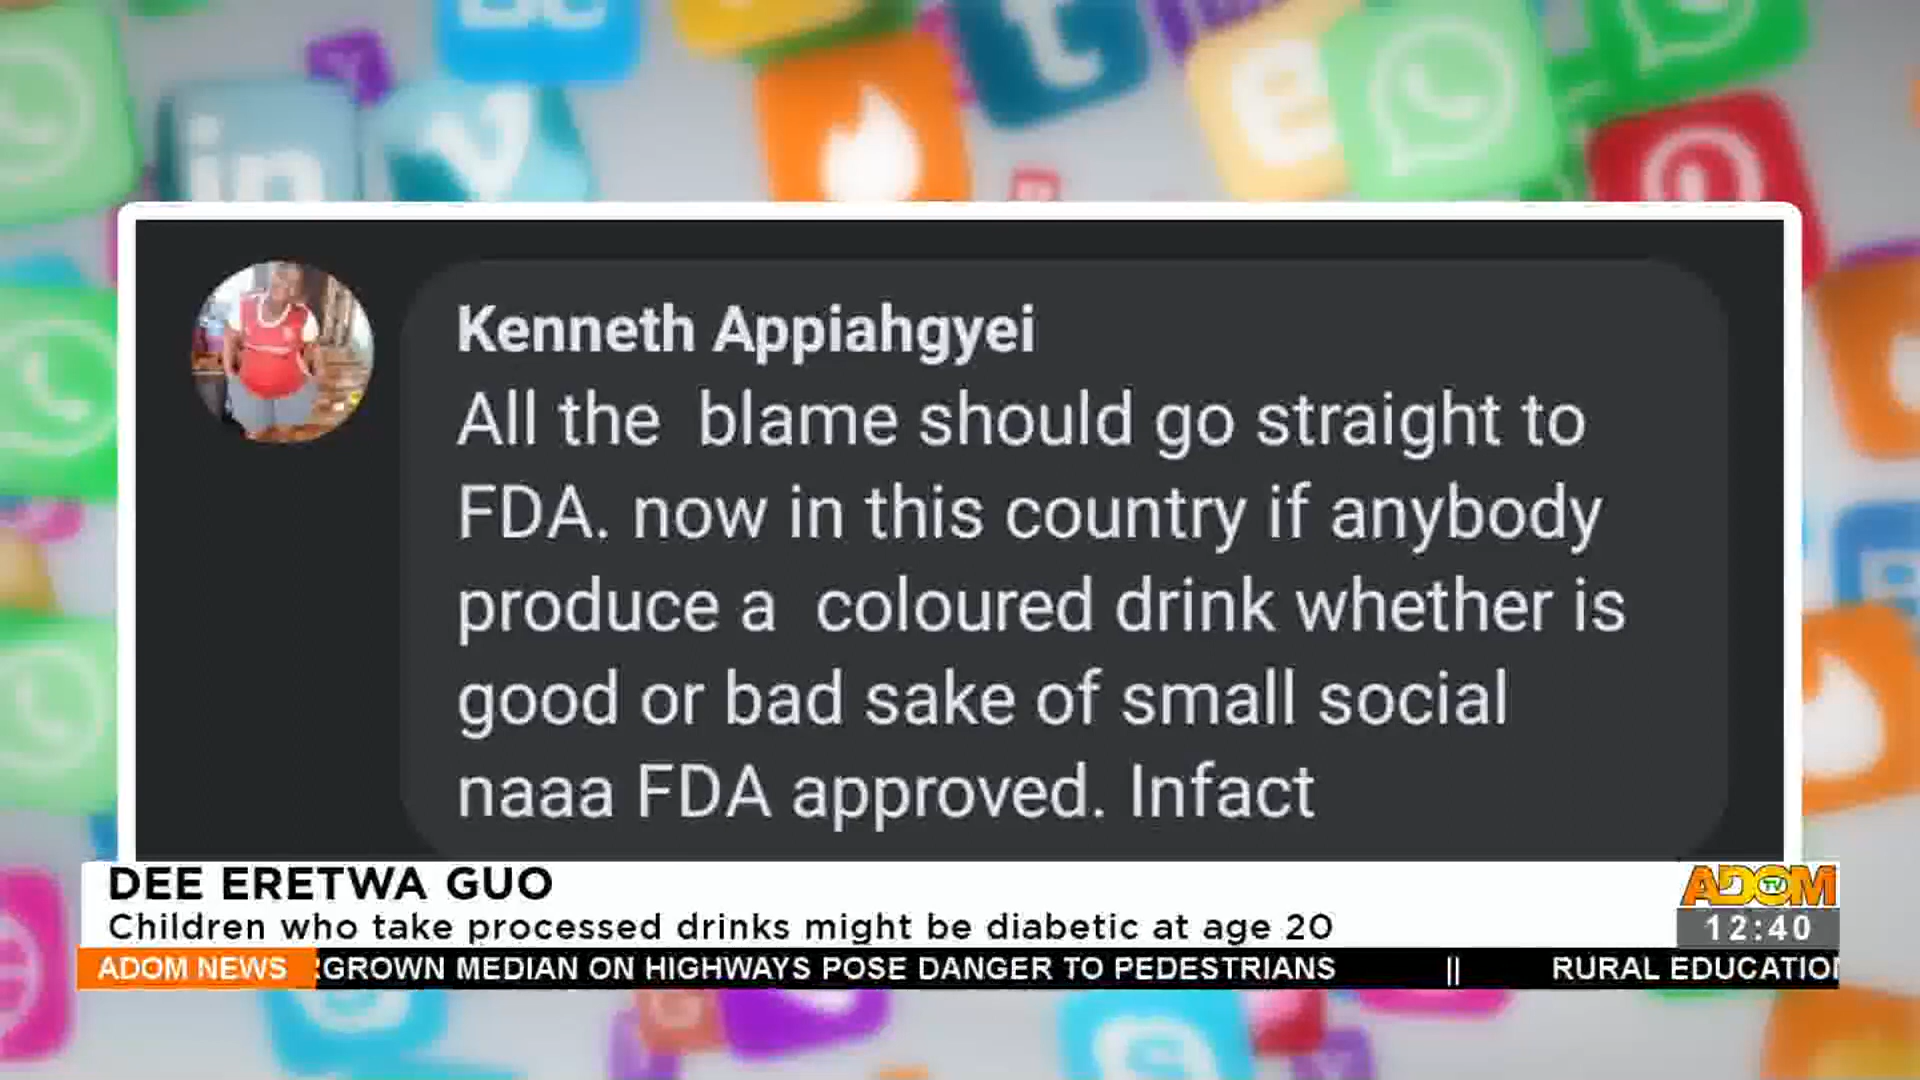 in
Kenneth Appiahgyei
All the  blame should go straight to
FDA. now in this country if anybody
produce a  coloured drink whether is
good or bad sake of small social
naaa FDA approved. Infact
DEE ERETWA GUO
Children who take processed drinks might be diabetic at age 20
ADOM TV
12:40
ADOM NEWS
GROWN MEDIAN ON HIGHWAYS POSE DANGER TO PEDESTRIANS || RURAL EDUCATION